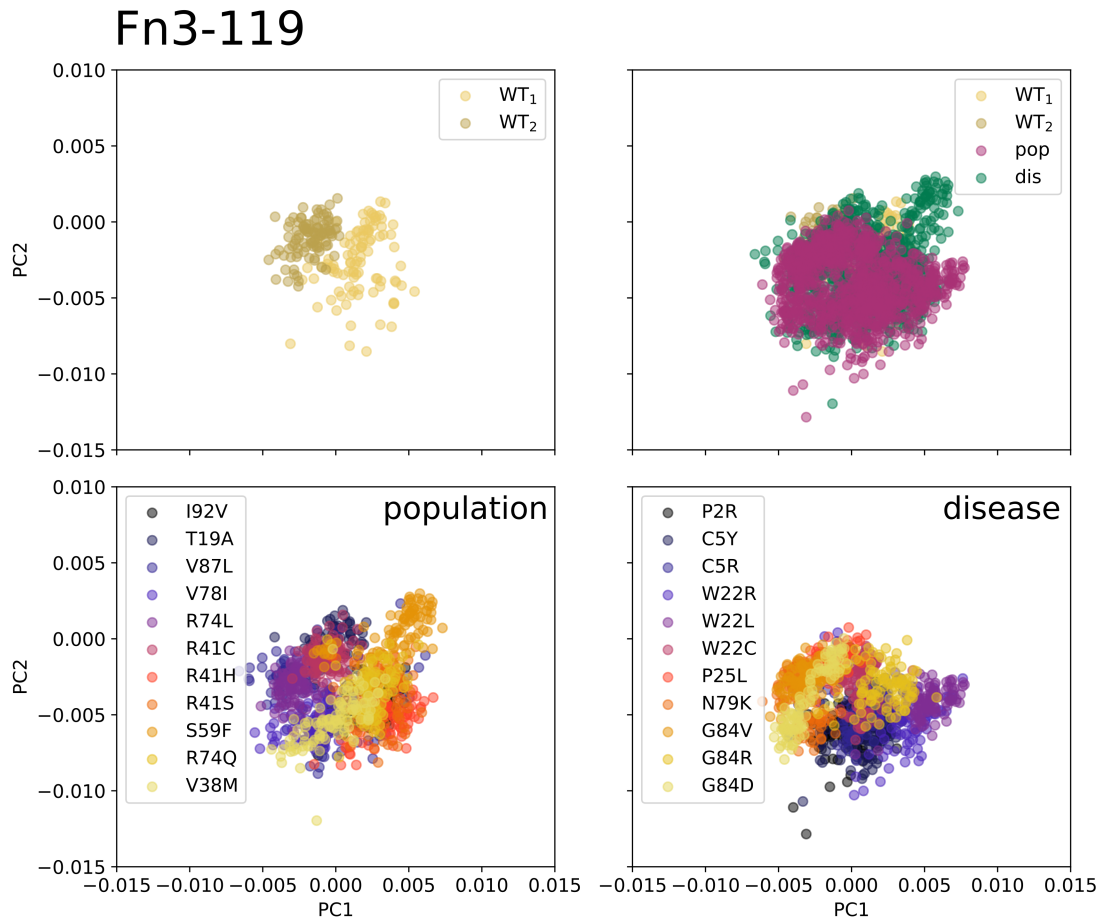 Fn3-119
0.010
0.005
0.000
−0.005
−0.010
−0.015
PC2
WT1
WT2
WT1
WT2
pop
dis
0.010
0.005
0.000
−0.005
−0.010
−0.015
PC2
population
I92V
T19A
V87L
V78I
R74L
R41C
R41H
R41S
S59F
R74Q
V38M
−0.015 −0.010 −0.005 0.000 0.005 0.010 0.015
PC1
disease
P2R
C5Y
C5R
W22R
W22L
W22C
P25L
N79K
G84V
G84R
G84D
−0.015 −0.010 −0.005 0.000 0.005 0.010 0.015
PC1